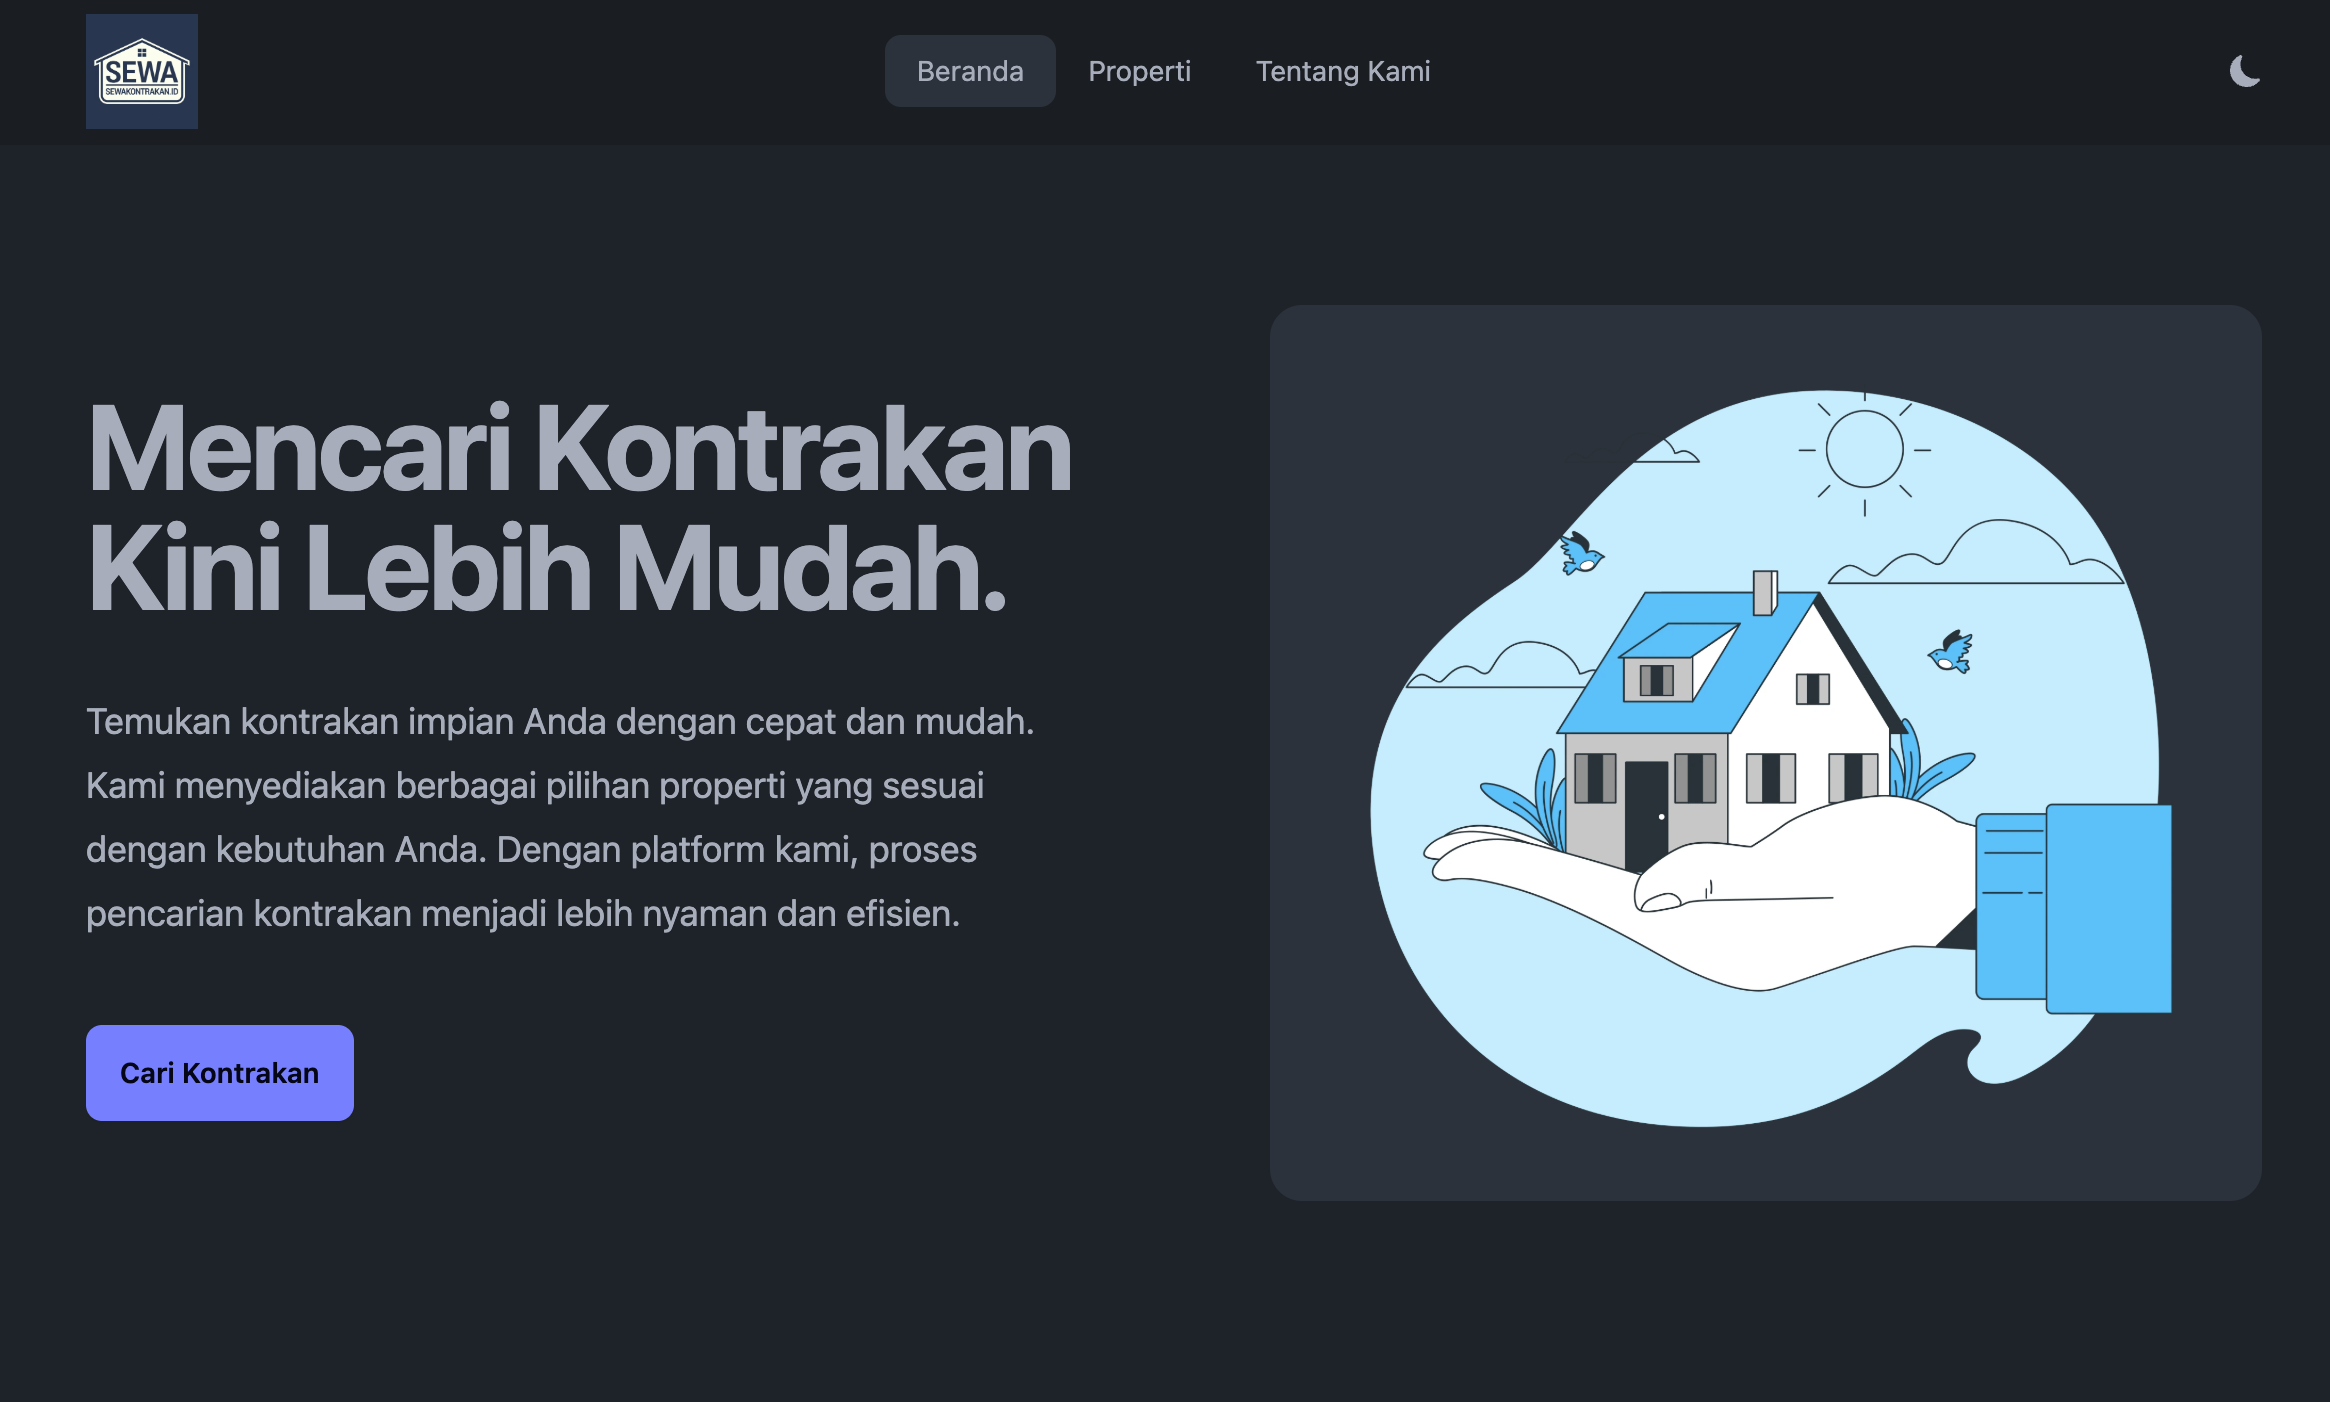 SEWA
SEWAKONTRAKAN.ID
Beranda
Properti
Tentang Kami
Mencari Kontrakan
Kini Lebih Mudah.
Temukan kontrakan impian Anda dengan cepat dan mudah.
Kami menyediakan berbagai pilihan properti yang sesuai
dengan kebutuhan Anda. Dengan platform kami, proses
pencarian kontrakan menjadi lebih nyaman dan efisien.
Cari Kontrakan